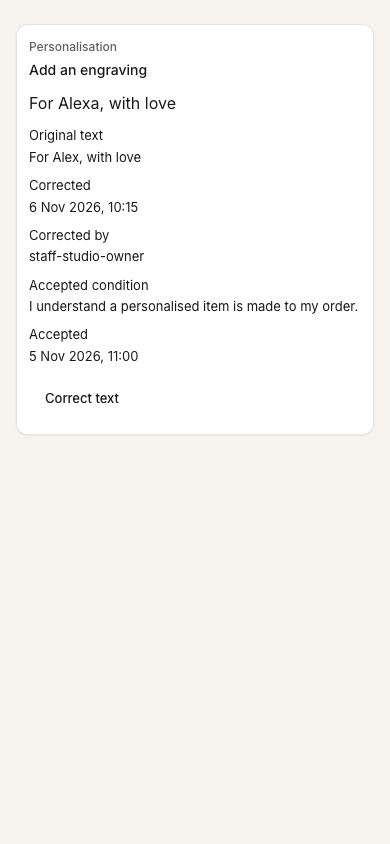 Personalisation
Add an engraving
For Alexa, with love
Original text
For Alex, with love
Corrected
6 Nov 2026, 10:15
Corrected by
staff-studio-owner
Accepted condition
I understand a personalised item is made to my order.
Accepted
5 Nov 2026, 11:00
Correct text